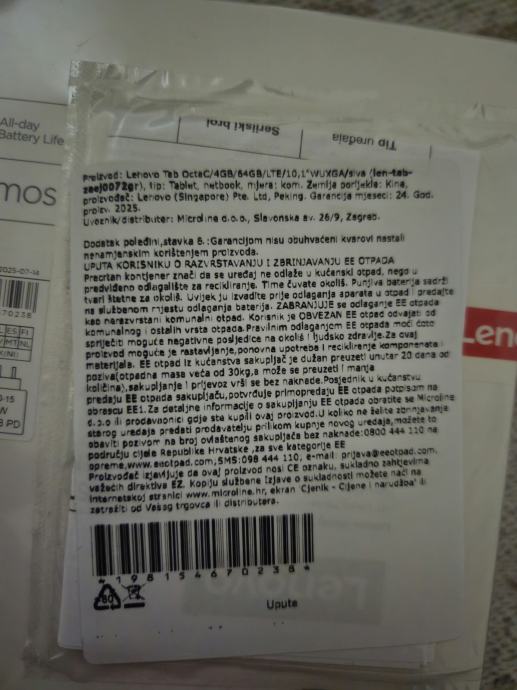 All-day
Battery Life
Serijski broj
Tip uređaja
mos
2025-07-14
70238
Proizvod: Lenovo Tab OctaC/4GB/64GB/LTE/10,1"WUXGA/siva (len-tab-
zaej0072gr), tip: Tablet, netbook, mjera: kom. Zemlja porijekla: Kina,
proizvođač: Lenovo (Singapore) Pte. Ltd, Peking. Garancija mjeseci: 24. God.
proizv. 2025.
Uvoznik/distributer: Microline d.o.o., Slavonska av. 26/9, Zagreb.
Dodatak poleđini,stavka 6.:Garancijom nisu obuhvaćeni kvarovi nastali
nenamjenskim korištenjem proizvoda.
UPUTA KORISNIKU O RAZVRSTAVANJU I ZBRINJAVANJU EE OTPADA
Precrtan kontejner znači da se uređaj ne odlaže u kućanski otpad, nego u
predviđeno odlagalište za recikliranje. Time čuvate okoliš. Punjiva baterija sadrži
tvari štetne za okoliš. Uvijek ju izvadite prije odlaganja aparata u otpad i predajte
na službenom mjestu odlaganja baterija. ZABRANJUJE se odlaganje EE otpada
kao nerazvrstani komunalni otpad. Korisnik je OBVEZAN EE otpad odvajati od
komunalnog i ostalih vrsta otpada.Pravilnim odlaganjem EE otpada moći ćete
spriječiti moguće negativne posljedice na okoliš i ljudsko zdravlje.Za ovaj
proizvod moguće je rastavljanje,ponovna upotreba i recikliranje komponenata i
materijala. EE otpad iz kućanstva sakupljač je dužan preuzeti unutar 20 dana od
poziva(otpadna masa veća od 30kg,a može se preuzeti i manja
količina),sakupljanje i prijevoz vrši se bez naknade.Posjednik u kućanstvu
predaju EE otpada sakupljaču,potvrđuje primopredaju EE otpada potpisom na
obrascu EE1.Za detaljne informacije o sakupljanju EE otpada obratite se Microline
d.o.o ili prodavaonici gdje ste kupili ovaj proizvod.U koliko ne želite zbrinjavanje
starog uređaja predati prodavatelju prilikom kupnje novog uređaja,možete to
obaviti pozivom na broj ovlaštenog sakupljača bez naknade:0800 444 110 na
području cijele Republike Hrvatske ,za sve kategorije EE
opreme,www.eeotpad.com,SMS:098 444 110, e-mail: prijava@eeotpad.com.
Proizvođač izjavljuje da ovaj proizvod nosi CE oznaku, sukladno zahtjevima
važećih direktiva EZ. Kopiju službene izjave o sukladnosti možete naći na
internetskoj stranici www.microline.hr, ekran 'Cjenik - Cijene i narudžba' ili
zatražiti od Vašeg trgovca ili distributera.
*198154670238*
Lenovo
Uputa
Len